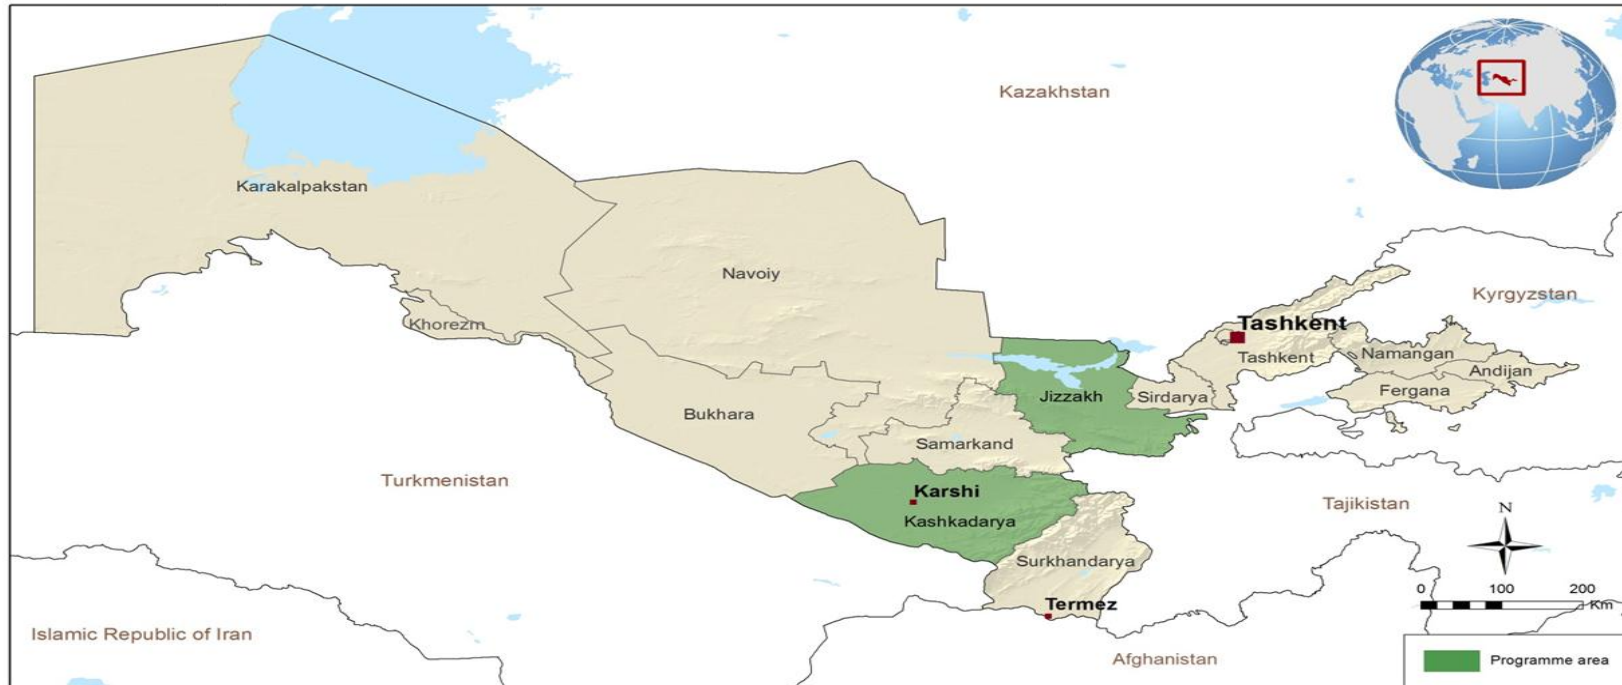 Kazakhstan
Karakalpakstan
Navoiy
Kyrgyzstan
Khorezm
Tashkent
Tashkent
Namangan
Andijan
Fergana
Sirdarya
Jizzakh
Bukhara
Samarkand
Turkmenistan
Karshi
Kashkadarya
Tajikistan
N
Surkhandarya
Termez
0 100 200
Km
Islamic Republic of Iran
Afghanistan
Programme area